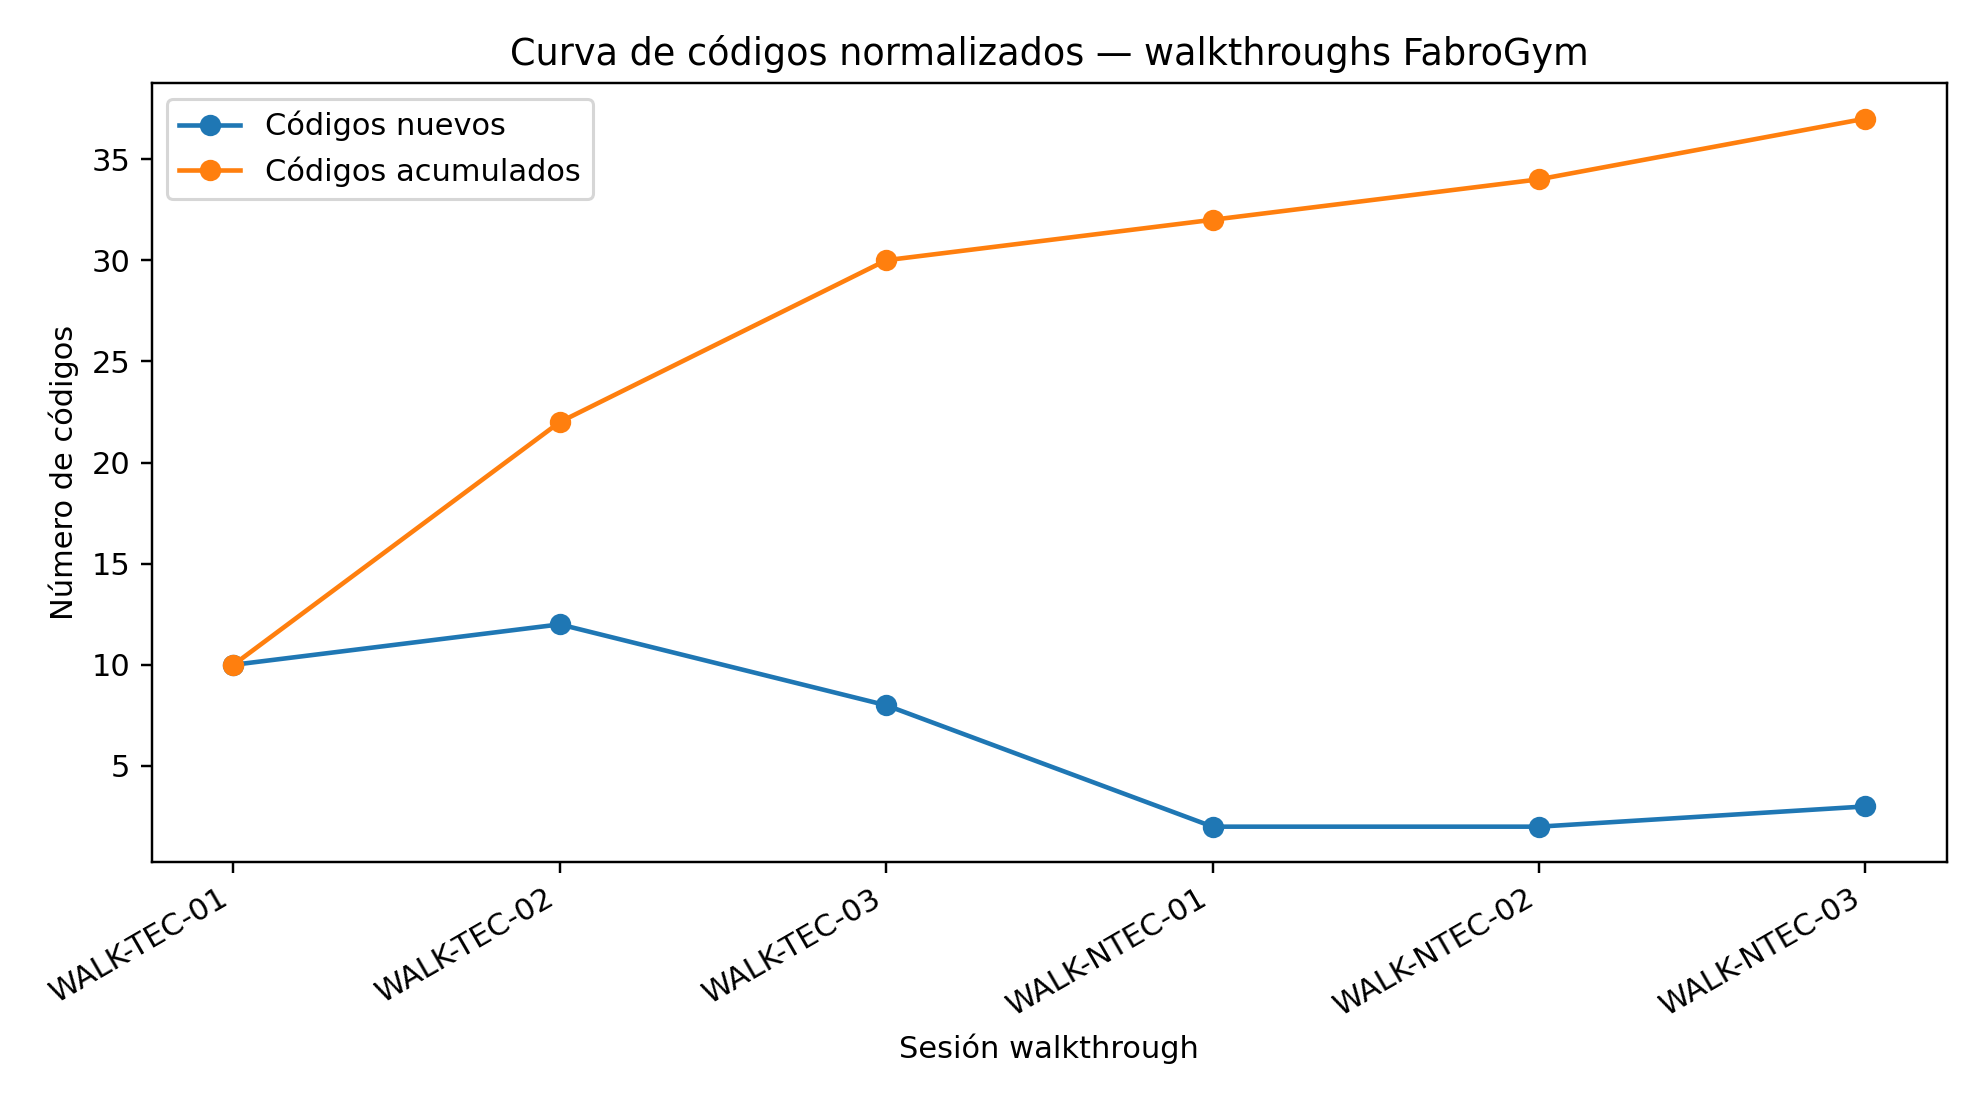 Curva de códigos normalizados — walkthroughs FabroGym
Códigos nuevos
Códigos acumulados
Número de códigos
35
30
25
20
15
10
5
WALK-TEC-01
WALK-TEC-02
WALK-TEC-03
WALK-NTEC-01
WALK-NTEC-02
WALK-NTEC-03
Sesión walkthrough